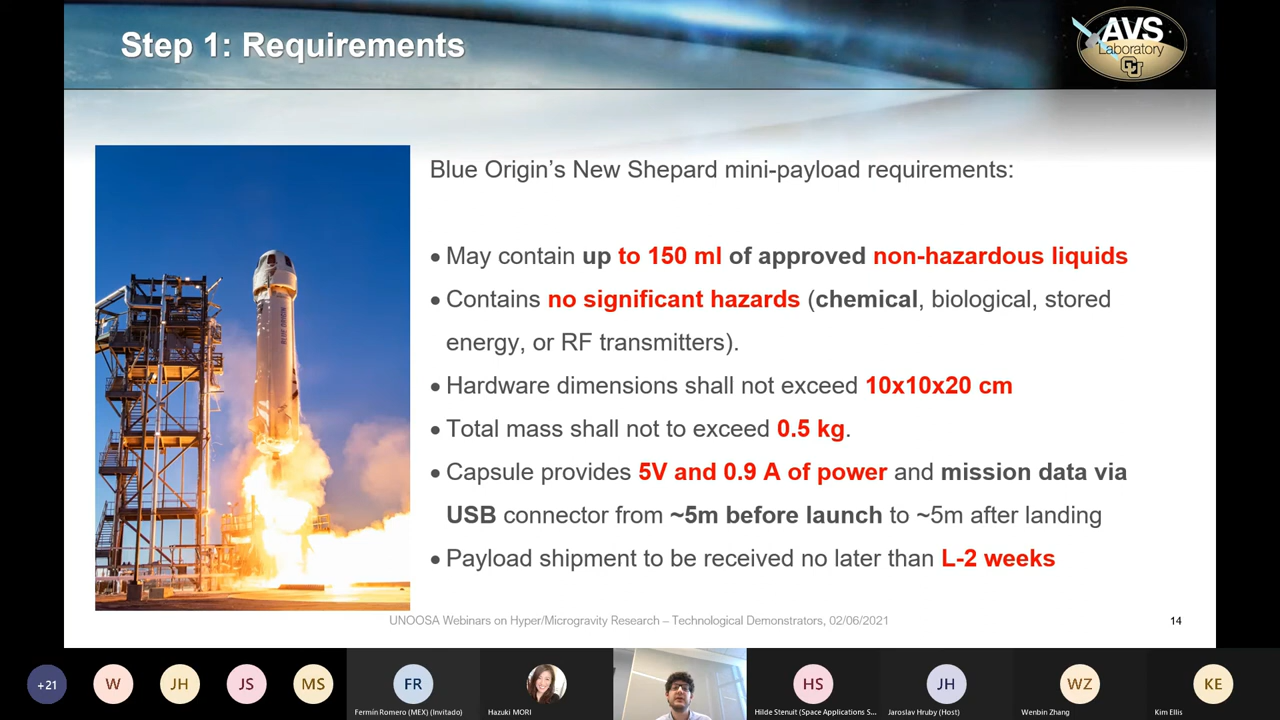 Step 1: Requirements
AVS
Laboratory
CU
Blue Origin’s New Shepard mini-payload requirements:
• May contain up to 150 ml of approved non-hazardous liquids
• Contains no significant hazards (chemical, biological, stored
energy, or RF transmitters).
• Hardware dimensions shall not exceed 10x10x20 cm
• Total mass shall not to exceed 0.5 kg.
• Capsule provides 5V and 0.9 A of power and mission data via
USB connector from ~5m before launch to ~5m after landing
• Payload shipment to be received no later than L-2 weeks
BLUE ORIGIN
UNOOSA Webinars on Hyper/Microgravity Research – Technological Demonstrators, 02/06/2021
14
+21
W
JH
JS
MS
FR
Fermín Romero (MEX) (Invitado)
Hazuki MORI
HS
Hilde Stenuit (Space Applications S...
JH
Jaroslav Hruby (Host)
WZ
Wenbin Zhang
KE
Kim Ellis